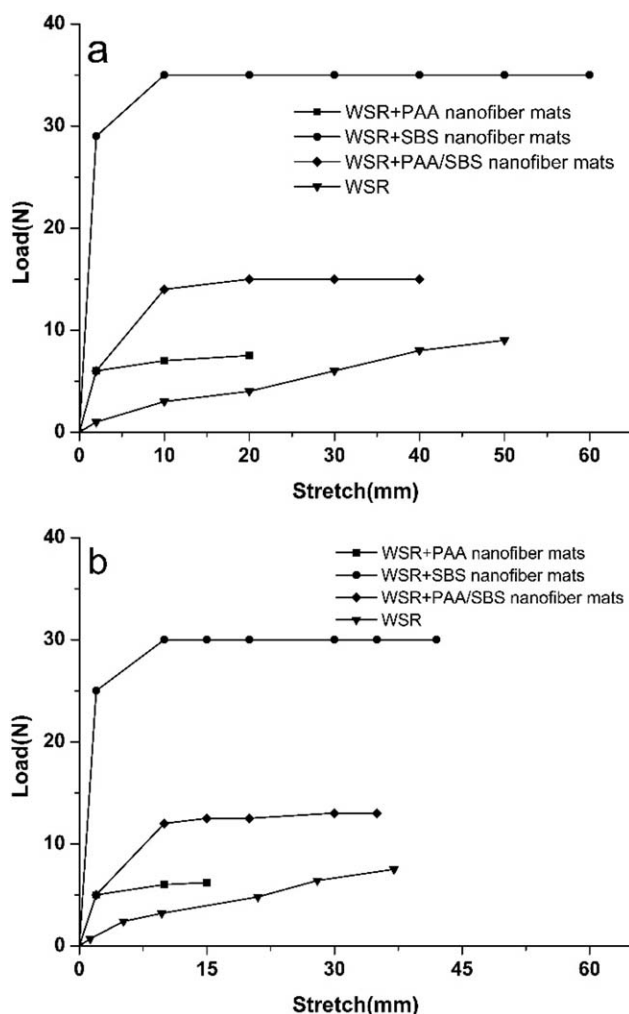 a
40
30
20
10
0
Load(N)
WSR+PAA nanofiber mats
WSR+SBS nanofiber mats
WSR+PAA/SBS nanofiber mats
WSR
0 10 20 30 40 50 60
Stretch(mm)
b
40
30
20
10
0
Load(N)
WSR+PAA nanofiber mats
WSR+SBS nanofiber mats
WSR+PAA/SBS nanofiber mats
WSR
0 15 30 45 60
Stretch(mm)